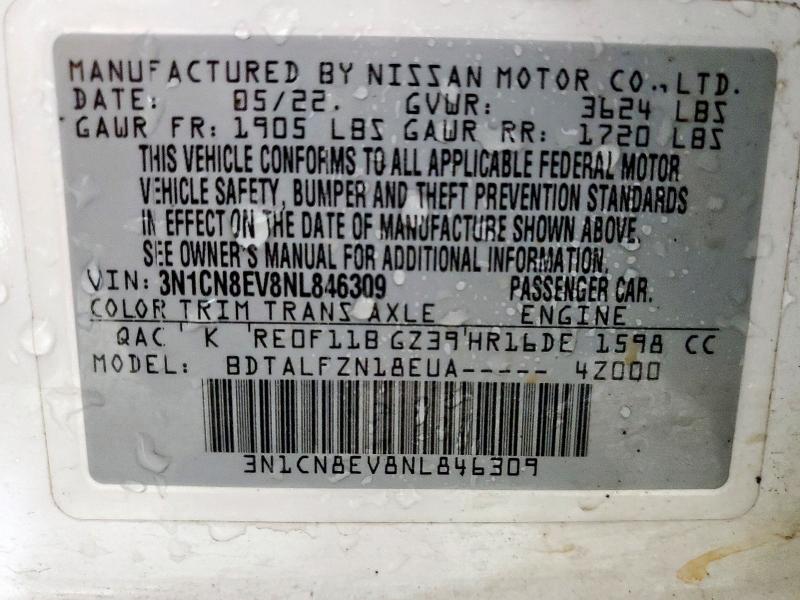 MANUFACTURED BY NISSAN MOTOR CO., LTD.
DATE: 05/22. GVWR: 3624 LBS
GAWR FR: 1905 LBS GAWR RR: 1720 LBS
THIS VEHICLE CONFORMS TO ALL APPLICABLE FEDERAL MOTOR
VEHICLE SAFETY, BUMPER AND THEFT PREVENTION STANDARDS
IN EFFECT ON THE DATE OF MANUFACTURE SHOWN ABOVE.
SEE OWNER'S MANUAL FOR ADDITIONAL INFORMATION.
VIN: 3N1CN8EV8NL846309 PASSENGER CAR.
COLOR TRIM TRANS AXLE ENGINE
QAC K RE0F11B GZ39 HR16DE 1598 CC
MODEL: BDTALFZN18EUA----- 4Z000
3N1CN8EV8NL846309